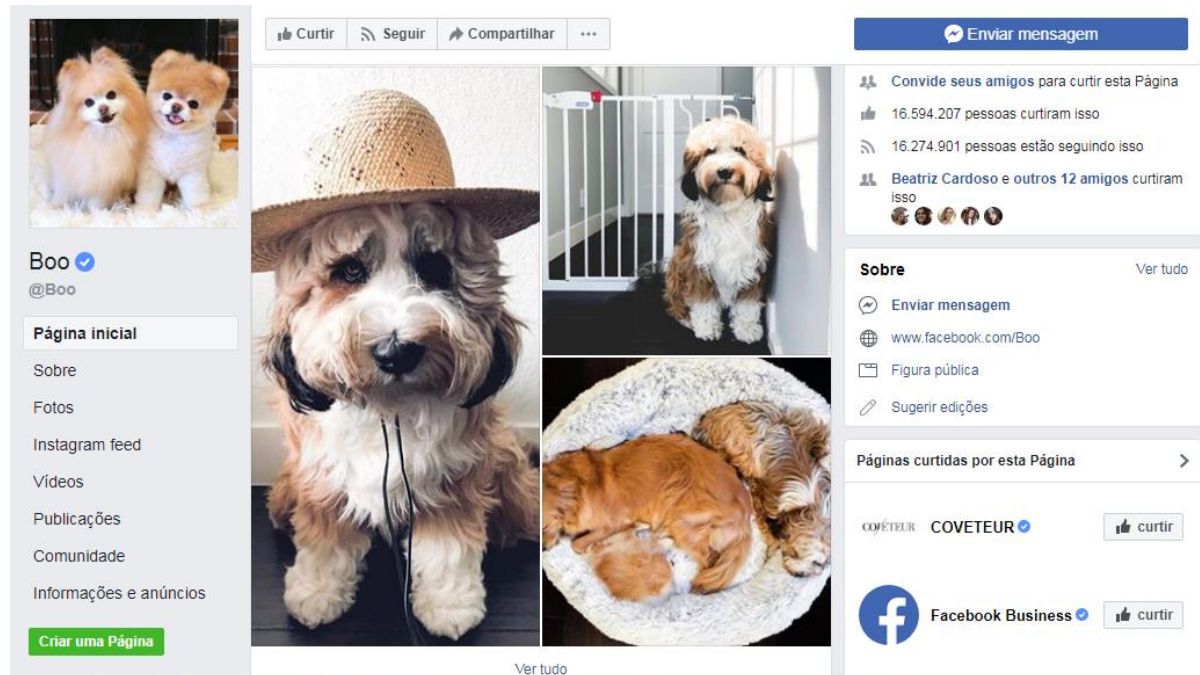 Curtir
Seguir
Compartilhar
Enviar mensagem
Boo
@Boo
Página inicial
Sobre
Fotos
Instagram feed
Vídeos
Publicações
Comunidade
Informações e anúncios
Criar uma Página
Ver tudo
Convide seus amigos para curtir esta Página
16.594.207 pessoas curtiram isso
16.274.901 pessoas estão seguindo isso
Beatriz Cardoso e outros 12 amigos curtiram
isso
Sobre
Ver tudo
Enviar mensagem
www.facebook.com/Boo
Figura pública
Sugerir edições
Páginas curtidas por esta Página
COVETEUR
COVETEUR
curtir
f
Facebook Business
curtir